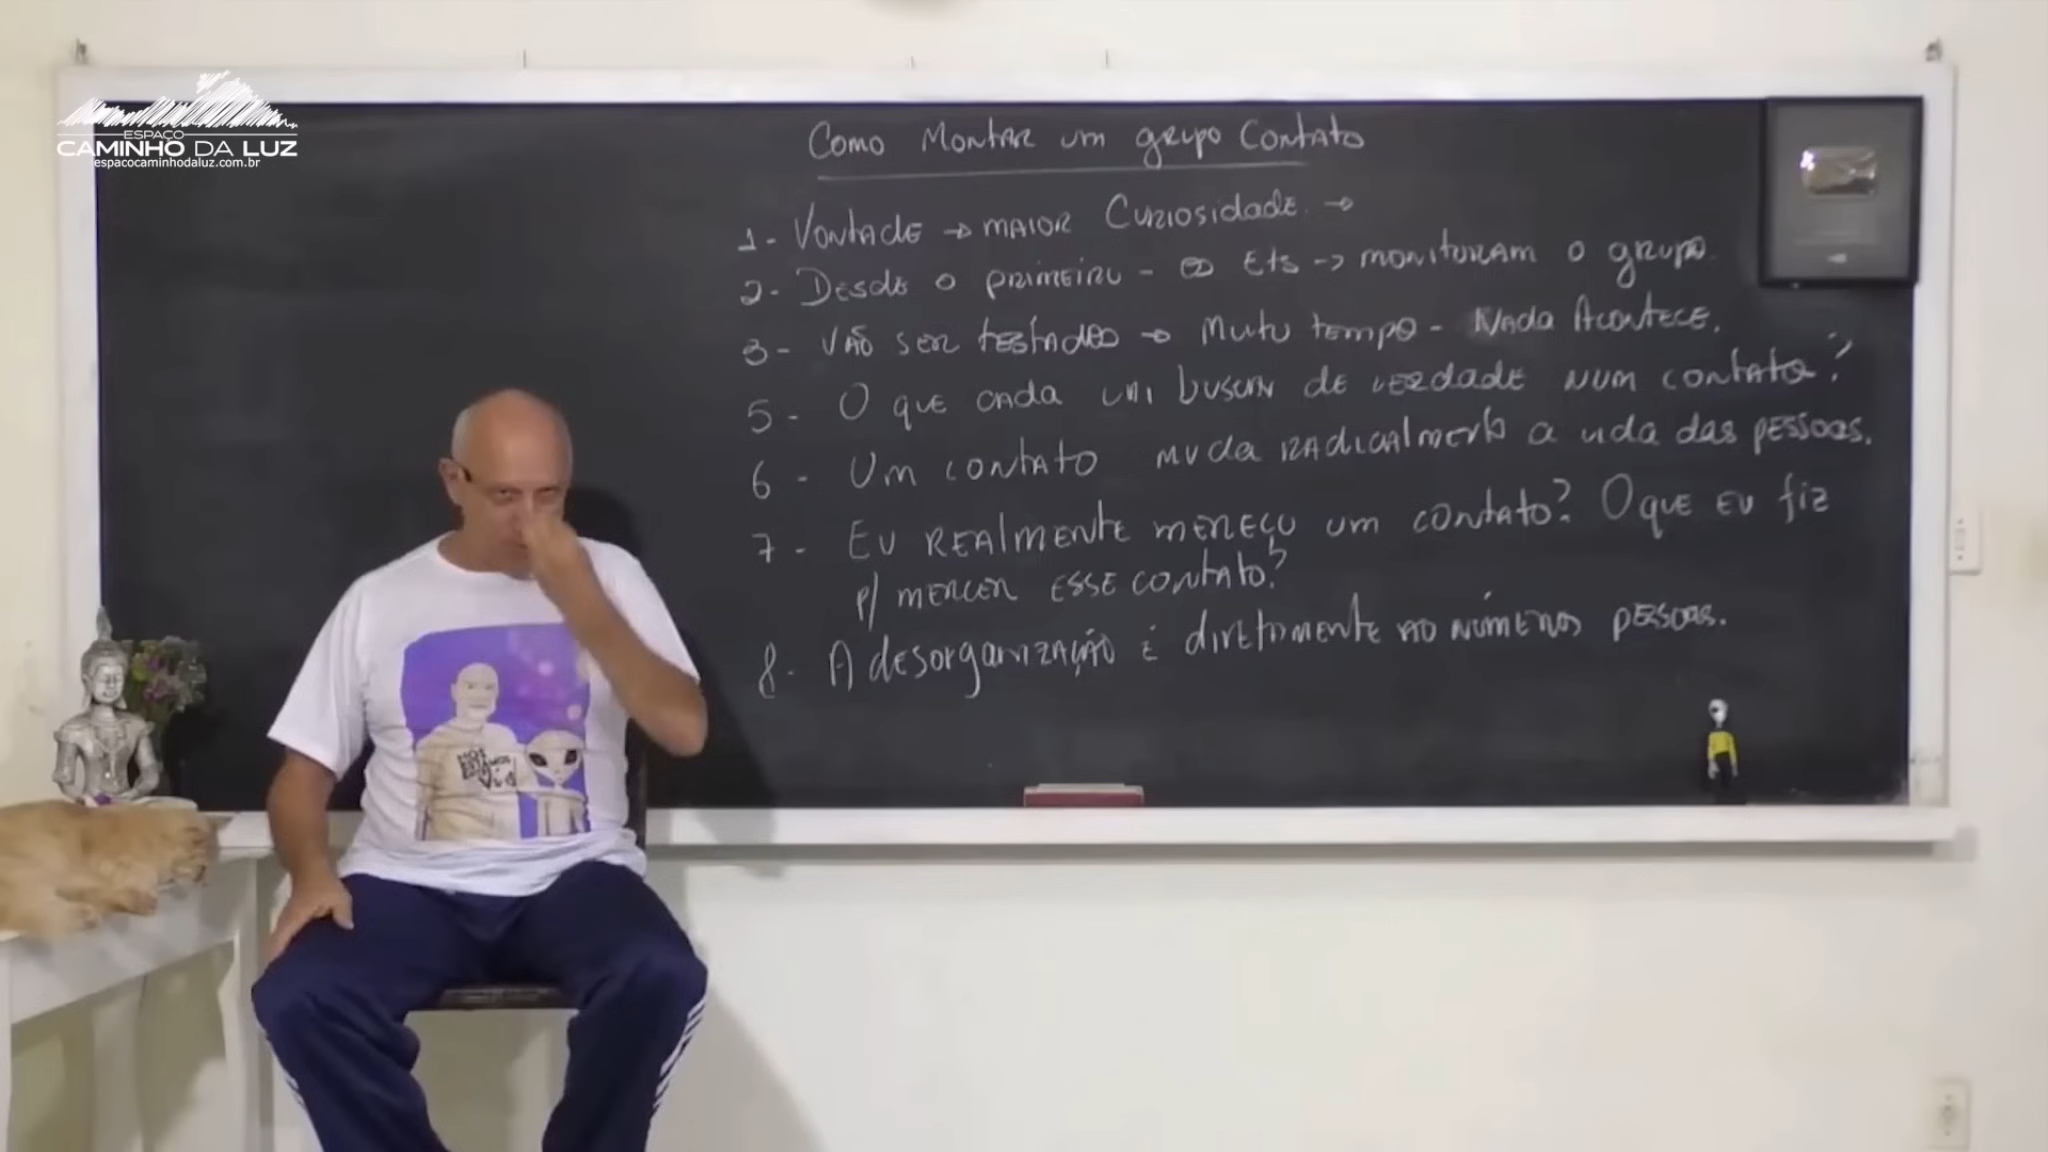 ESPAÇO
CAMINHO DA LUZ
espacocaminhodaluz.com.br
Como Montar um grupo Contato
1- Vontade → maior Curiosidade. →
2- Desde o primeiro - os Ets → monitoram o grupo.
3- Vão ser testados → Muito tempo - Nada Acontece.
5- O que cada um busca de verdade num contato?
6- Um contato muda radicalmente a vida das pessoas.
7- Eu realmente mereço um contato? O que eu fiz
p/ mercer esse contato?
8- A desorganização é diretamente ao números pessoas.